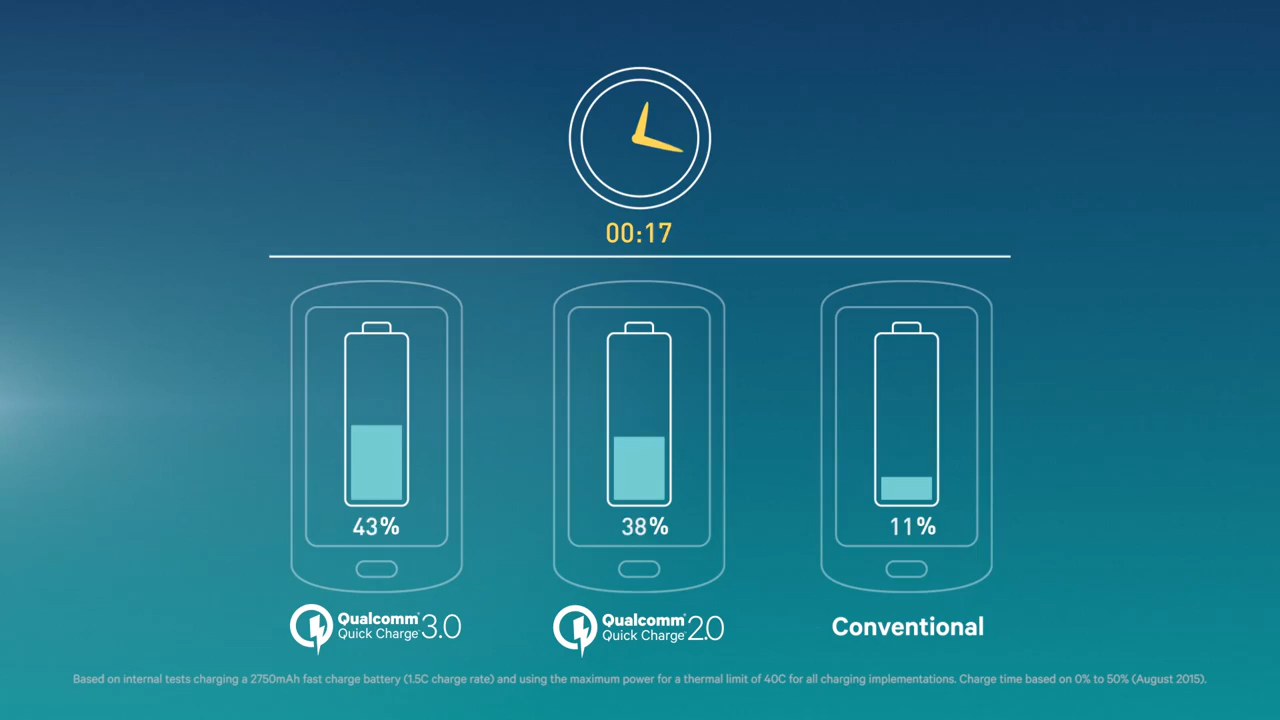 00:17
43%
38%
11%
Qualcomm®
Quick Charge™ 3.0
Qualcomm®
Quick Charge™ 2.0
Conventional
Based on internal tests charging a 2750mAh fast charge battery (1.5C charge rate) and using the maximum power for a thermal limit of 40C for all charging implementations. Charge time based on 0% to 50% (August 2015).